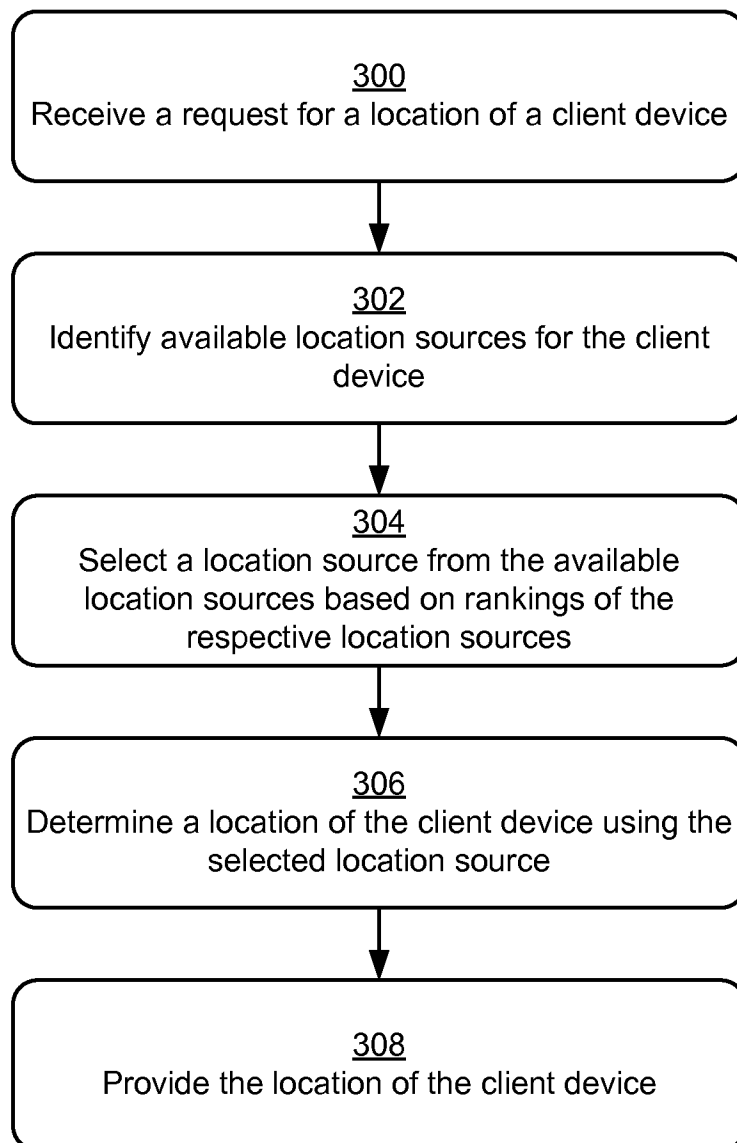 300
Receive a request for a location of a client device
302
Identify available location sources for the client
device
304
Select a location source from the available
location sources based on rankings of the
respective location sources
306
Determine a location of the client device using the
selected location source
308
Provide the location of the client device